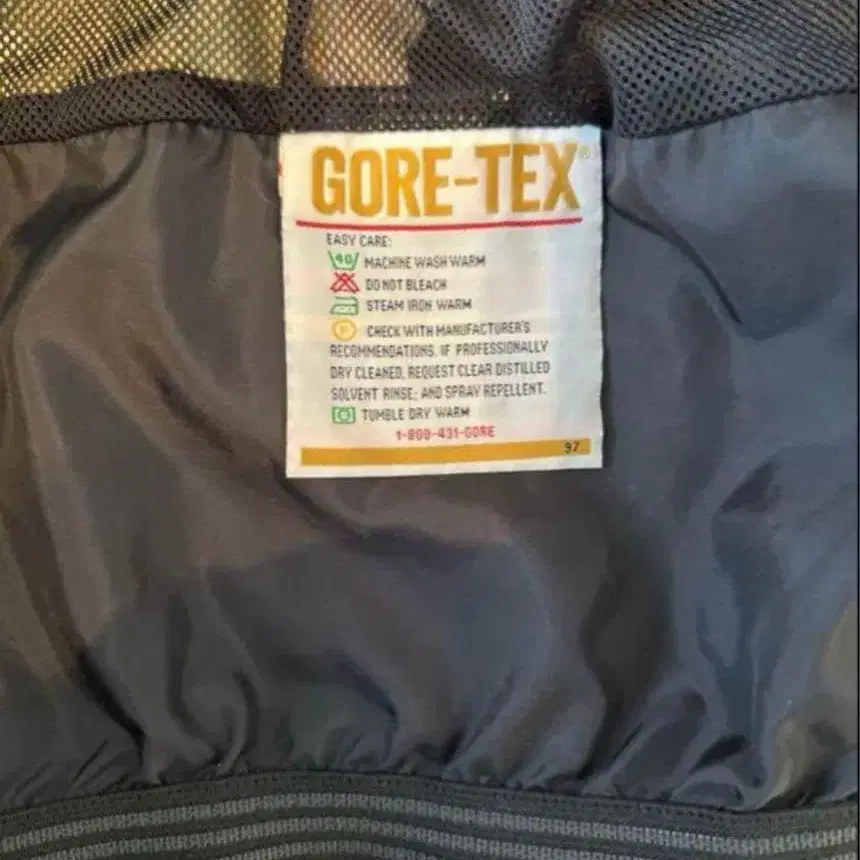 GORE-TEX®
EASY CARE:
40 MACHINE WASH WARM
DO NOT BLEACH
STEAM IRON WARM
P CHECK WITH MANUFACTURER'S
RECOMMENDATIONS. IF PROFESSIONALLY
DRY CLEANED, REQUEST CLEAR DISTILLED
SOLVENT RINSE; AND SPRAY REPELLENT.
TUMBLE DRY WARM
1-800-431-GORE
97